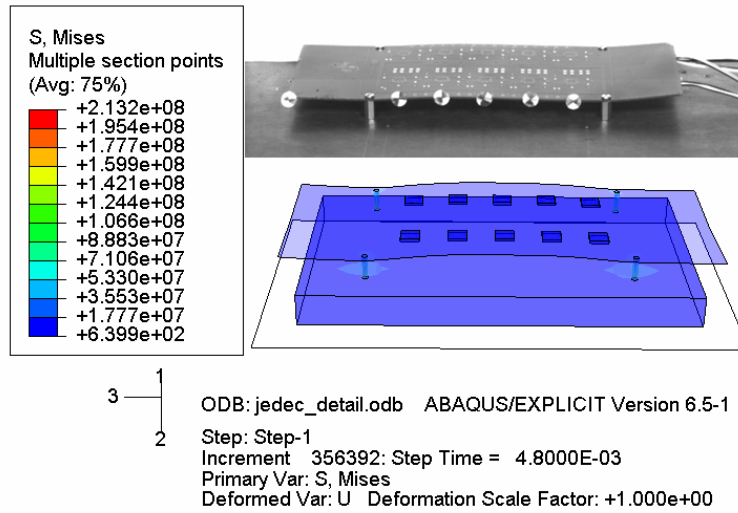 S, Mises
Multiple section points
(Avg: 75%)
+2.132e+08
+1.954e+08
+1.777e+08
+1.599e+08
+1.421e+08
+1.244e+08
+1.066e+08
+8.883e+07
+7.106e+07
+5.330e+07
+3.553e+07
+1.777e+07
+6.399e+02
1
3
2
ODB: jedec_detail.odb ABAQUS/EXPLICIT Version 6.5-1
Step: Step-1
Increment 356392: Step Time = 4.8000E-03
Primary Var: S, Mises
Deformed Var: U Deformation Scale Factor: +1.000e+00